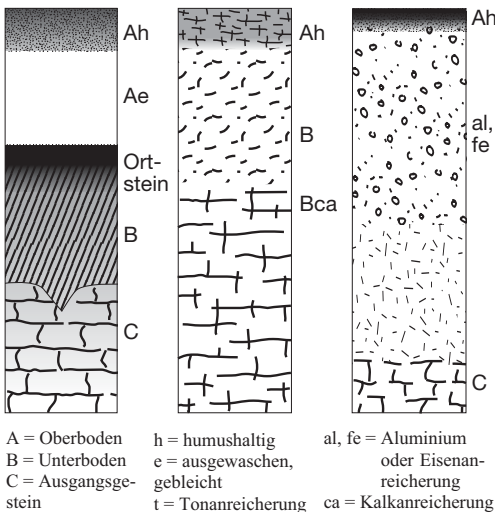 Ah
Ae
Ort-
stein
B
C
Ah
B
Bca
Ah
al,
fe
C
A = Oberboden
B = Unterboden
C = Ausgangsge-
stein
h = humushaltig
e = ausgewaschen,
gebleicht
t = Tonanreicherung
al, fe = Aluminium
oder Eisenan-
reicherung
ca = Kalkanreicherung